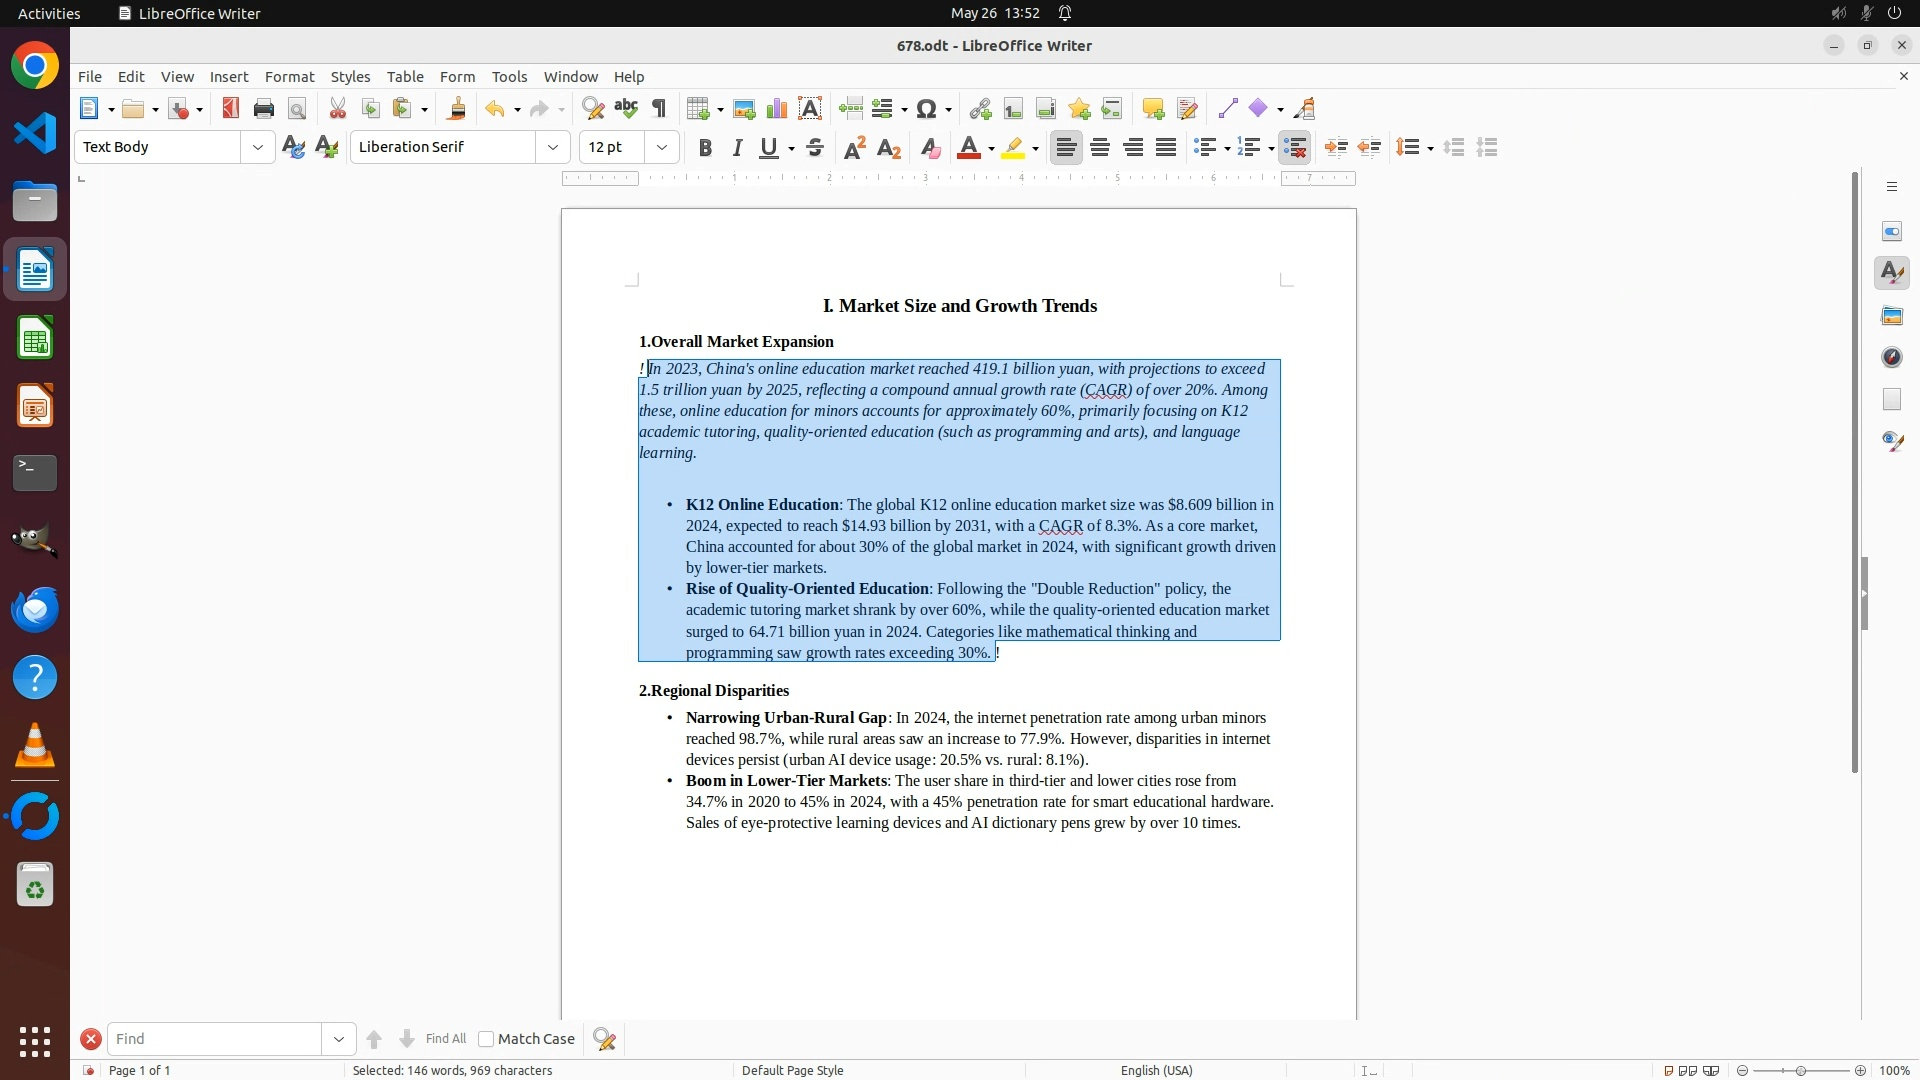 Activities
LibreOffice Writer
May 26 13:52
678.odt - LibreOffice Writer
File Edit View Insert Format Styles Table Form Tools Window Help
Text Body
Liberation Serif
12 pt
I. Market Size and Growth Trends
1.Overall Market Expansion
! In 2023, China's online education market reached 419.1 billion yuan, with projections to exceed
1.5 trillion yuan by 2025, reflecting a compound annual growth rate (CAGR) of over 20%. Among
these, online education for minors accounts for approximately 60%, primarily focusing on K12
academic tutoring, quality-oriented education (such as programming and arts), and language
learning.
• K12 Online Education: The global K12 online education market size was $8.609 billion in
2024, expected to reach $14.93 billion by 2031, with a CAGR of 8.3%. As a core market,
China accounted for about 30% of the global market in 2024, with significant growth driven
by lower-tier markets.
• Rise of Quality-Oriented Education: Following the "Double Reduction" policy, the
academic tutoring market shrank by over 60%, while the quality-oriented education market
surged to 64.71 billion yuan in 2024. Categories like mathematical thinking and
programming saw growth rates exceeding 30%. !
2.Regional Disparities
• Narrowing Urban-Rural Gap: In 2024, the internet penetration rate among urban minors
reached 98.7%, while rural areas saw an increase to 77.9%. However, disparities in internet
devices persist (urban AI device usage: 20.5% vs. rural: 8.1%).
• Boom in Lower-Tier Markets: The user share in third-tier and lower cities rose from
34.7% in 2020 to 45% in 2024, with a 45% penetration rate for smart educational hardware.
Sales of eye-protective learning devices and AI dictionary pens grew by over 10 times.
Find
Find All
Match Case
Page 1 of 1
Selected: 146 words, 969 characters
Default Page Style
English (USA)
100%